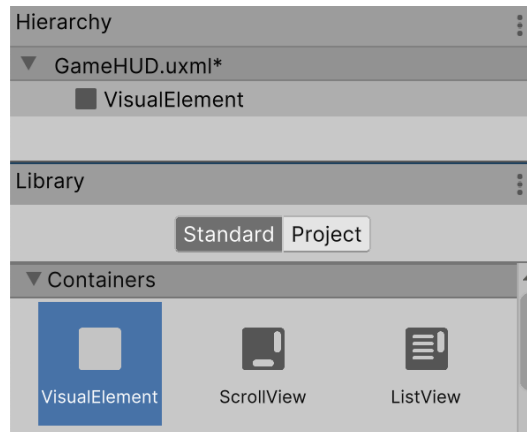 Hierarchy
GameHUD.uxml*
VisualElement
Library
Standard Project
Containers
VisualElement ScrollView ListView